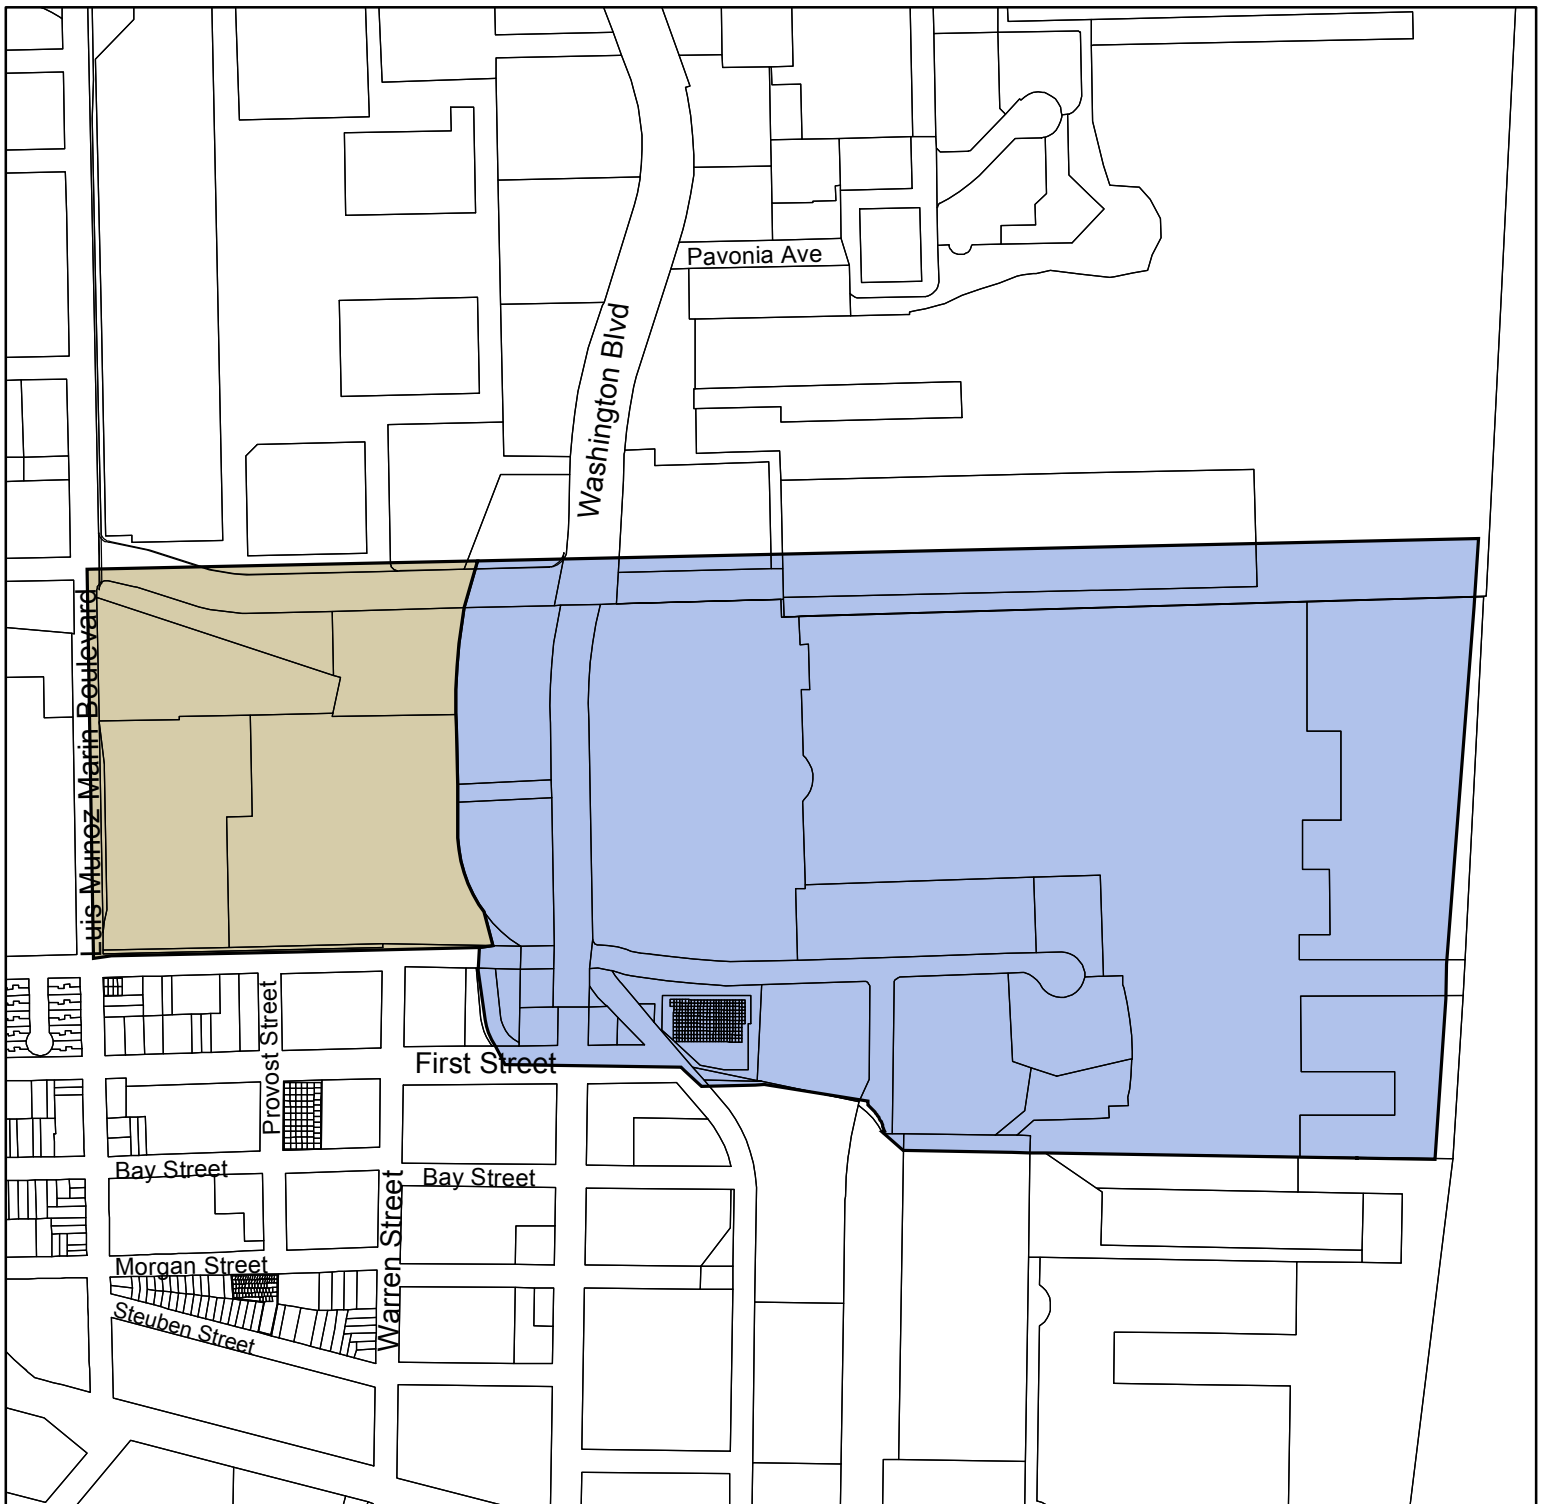 Pavonia Ave
Washington Blvd
Luis Munoz Marin Boulevard
Provost Street
First Street
Bay Street
Bay Street
Warren Street
Morgan Street
Steuben Street